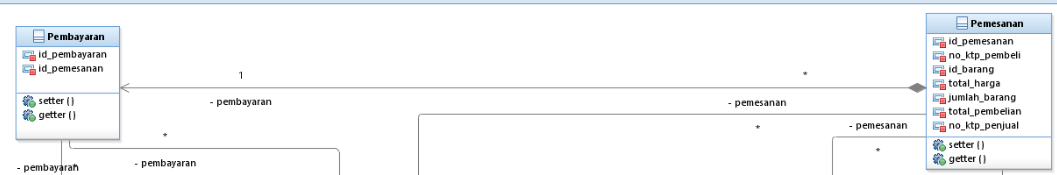 Pembayaran
id_pembayaran
id_pemesanan
setter ( )
getter ( )
1
*
- pembayaran
- pemesanan
*
- pemesanan
*
*
- pembayaran
- pembayaran
*
Pemesanan
id_pemesanan
no_ktp_pembeli
id_barang
total_harga
jumlah_barang
total_pembelian
no_ktp_penjual
setter ( )
getter ( )